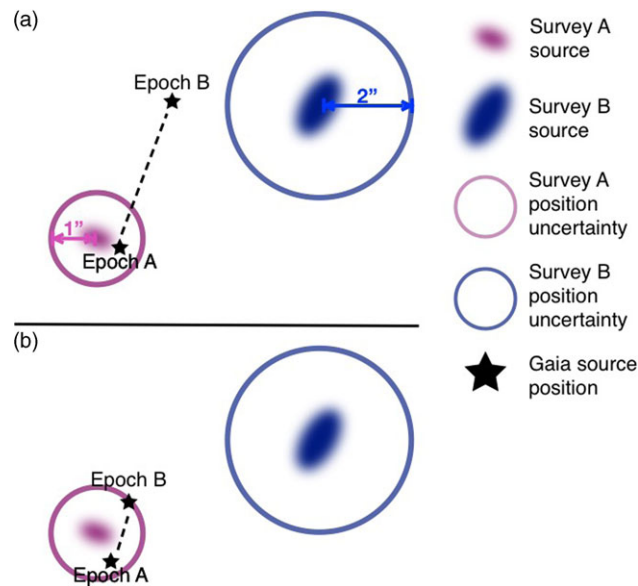 (a)
Epoch B
2”
1”
Epoch A
(b)
Epoch B
Epoch A
Survey A
source
Survey B
source
Survey A
position
uncertainty
Survey B
position
uncertainty
Gaia source
position